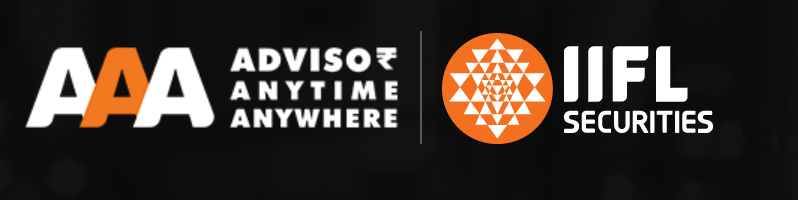 AAA
ADVISO₹
ANYTIME
ANYWHERE
IIFL
SECURITIES